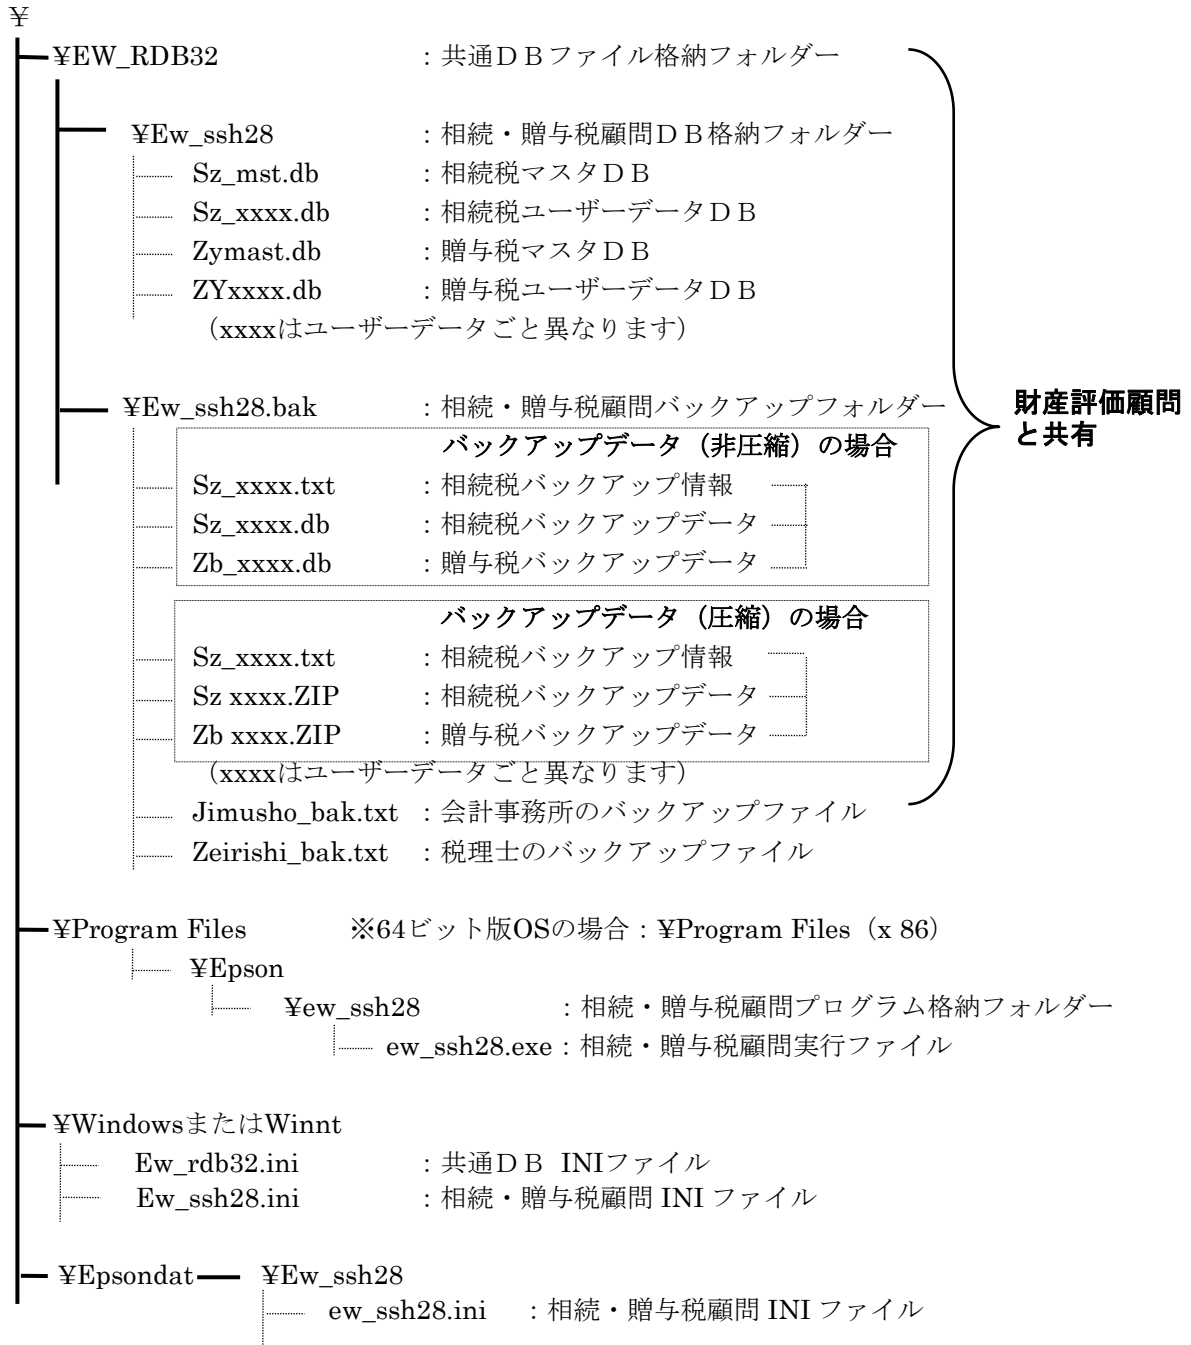 ¥
¥EW_RDB32 ：共通ＤＢファイル格納フォルダー
¥Ew_ssh28 ：相続・贈与税顧問ＤＢ格納フォルダー
Sz_mst.db ：相続税マスタＤＢ
Sz_xxxx.db ：相続税ユーザーデータＤＢ
Zymast.db ：贈与税マスタＤＢ
ZYxxxx.db ：贈与税ユーザーデータＤＢ
（xxxxはユーザーデータごと異なります）
¥Ew_ssh28.bak ：相続・贈与税顧問バックアップフォルダー
財産評価顧問
と共有
バックアップデータ（非圧縮）の場合
Sz_xxxx.txt ：相続税バックアップ情報
Sz_xxxx.db ：相続税バックアップデータ
Zb_xxxx.db ：贈与税バックアップデータ
バックアップデータ（圧縮）の場合
Sz_xxxx.txt ：相続税バックアップ情報
Sz xxxx.ZIP ：相続税バックアップデータ
Zb xxxx.ZIP ：贈与税バックアップデータ
（xxxxはユーザーデータごと異なります）
Jimusho_bak.txt ：会計事務所のバックアップファイル
Zeirishi_bak.txt ：税理士のバックアップファイル
¥Program Files ※64ビット版OSの場合：¥Program Files（x 86）
¥Epson
¥ew_ssh28 ：相続・贈与税顧問プログラム格納フォルダー
ew_ssh28.exe：相続・贈与税顧問実行ファイル
¥WindowsまたはWinnt
Ew_rdb32.ini ：共通ＤＢ INIファイル
Ew_ssh28.ini ：相続・贈与税顧問 INI ファイル
¥Epsondat ¥Ew_ssh28
ew_ssh28.ini ：相続・贈与税顧問 INI ファイル